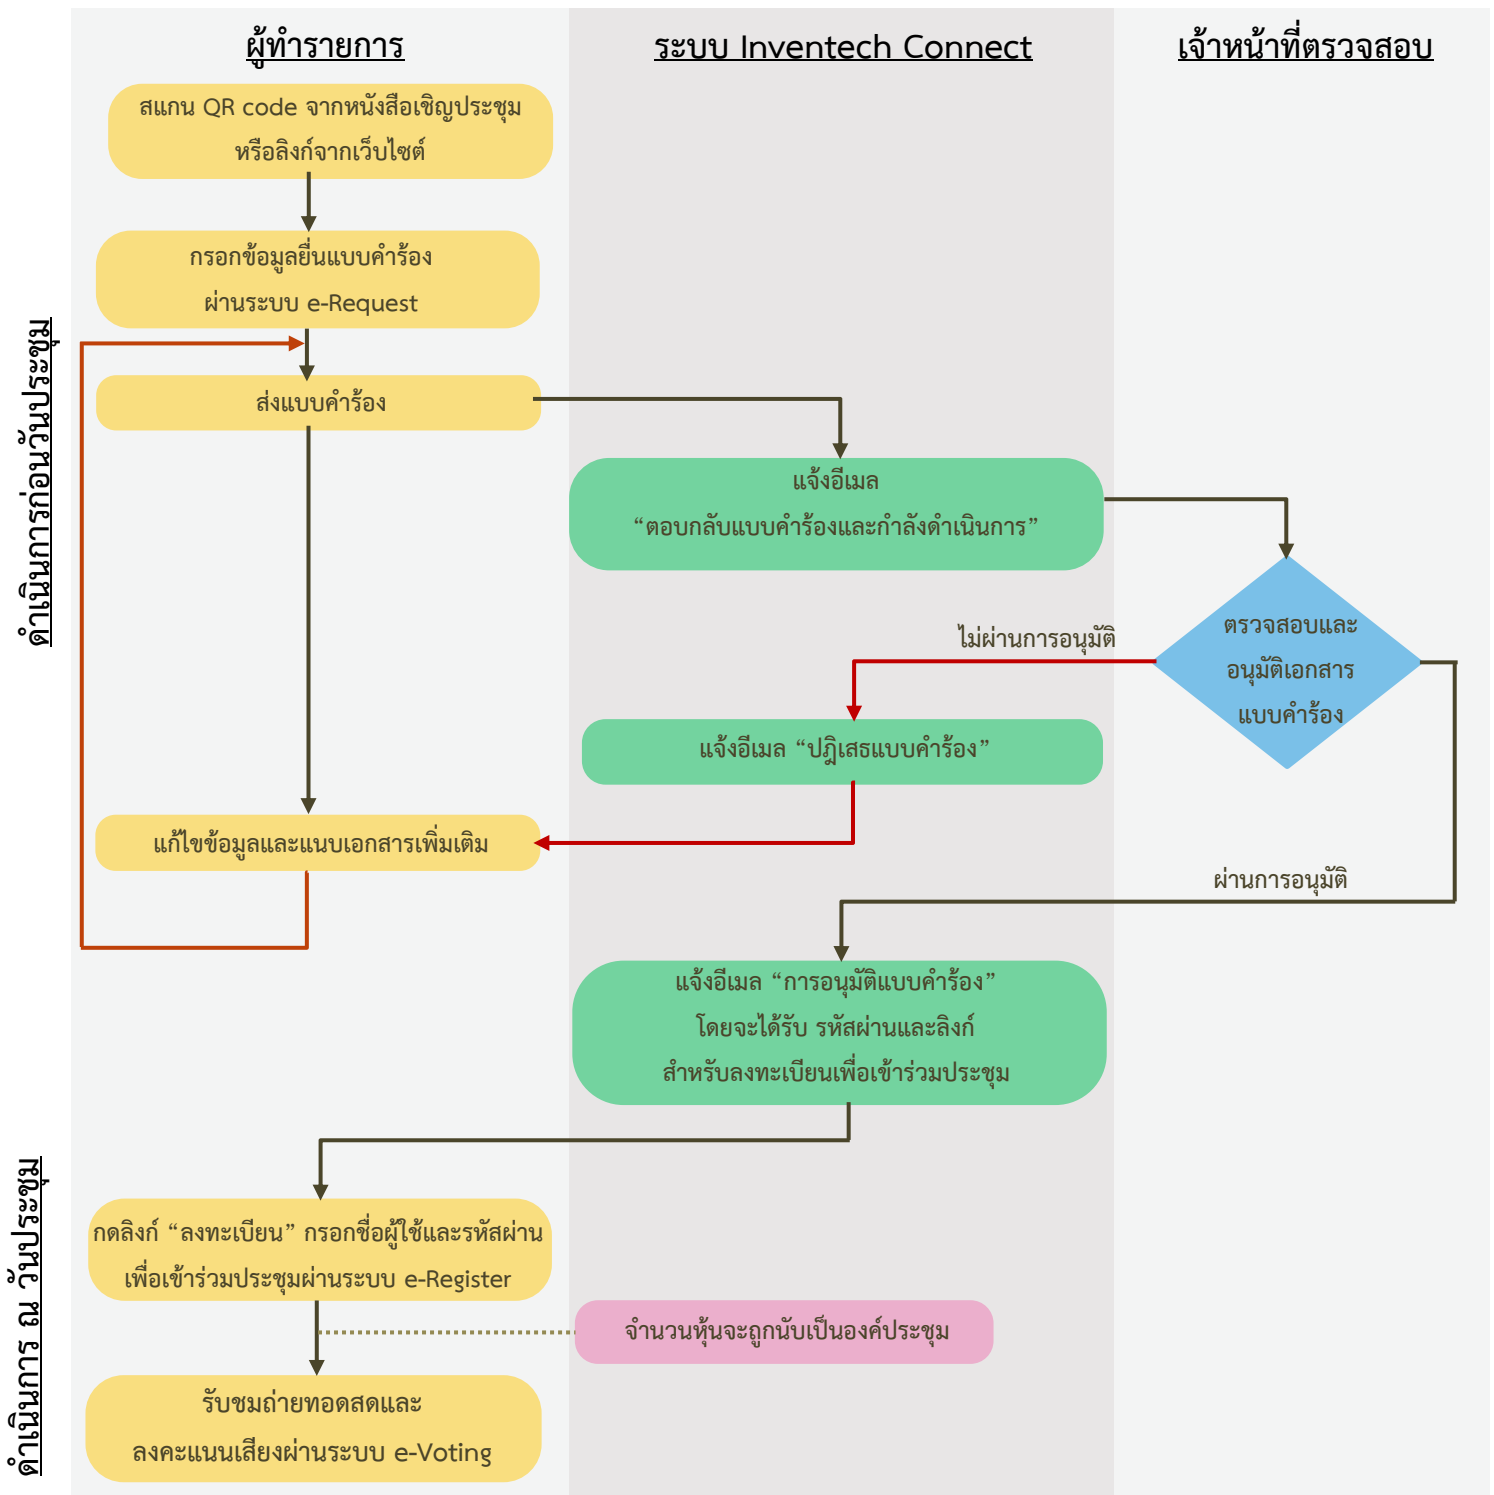 ผู้ทำรายการ
ระบบ Inventech Connect
เจ้าหน้าที่ตรวจสอบ
ดำเนินการก่อนวันประชุม
สแกน QR code จากหนังสือเชิญประชุม
หรือลิงก์จากเว็บไซต์
กรอกข้อมูลยื่นแบบคำร้อง
ผ่านระบบ e-Request
ส่งแบบคำร้อง
แจ้งอีเมล
“ตอบกลับแบบคำร้องและกำลังดำเนินการ”
ตรวจสอบและ
อนุมัติเอกสาร
แบบคำร้อง
ไม่ผ่านการอนุมัติ
แจ้งอีเมล “ปฎิเสธแบบคำร้อง”
แก้ไขข้อมูลและแนบเอกสารเพิ่มเติม
ผ่านการอนุมัติ
แจ้งอีเมล “การอนุมัติแบบคำร้อง”
โดยจะได้รับ รหัสผ่านและลิงก์
สำหรับลงทะเบียนเพื่อเข้าร่วมประชุม
ดำเนินการ ณ วันประชุม
กดลิงก์ “ลงทะเบียน” กรอกชื่อผู้ใช้และรหัสผ่าน
เพื่อเข้าร่วมประชุมผ่านระบบ e-Register
จำนวนหุ้นจะถูกนับเป็นองค์ประชุม
รับชมถ่ายทอดสดและ
ลงคะแนนเสียงผ่านระบบ e-Voting